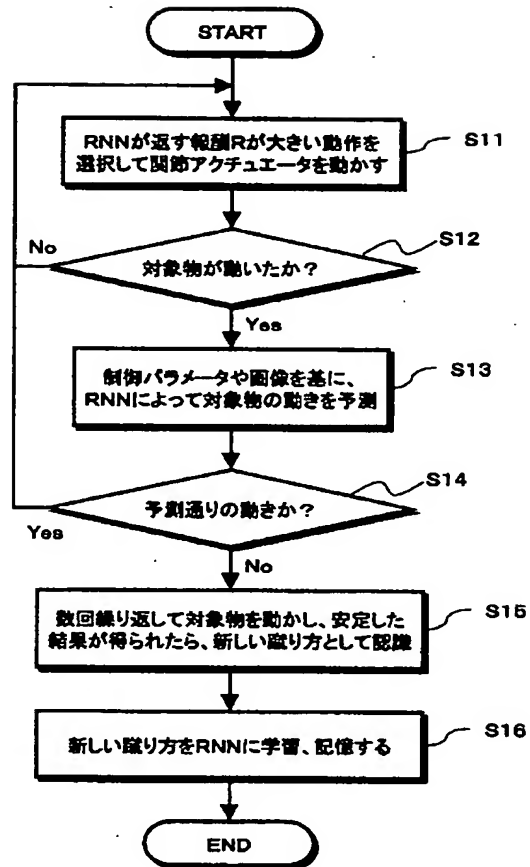 START
RNNが返す報酬Rが大きい動作を
選択して関節アクチュエータを動かす
S11
No
S12
対象物が動いたか？
Yes
制御パラメータや画像を基に、
RNNによって対象物の動きを予測
S13
S14
予測通りの動きか？
Yes
No
数回繰り返して対象物を動かし、安定した
結果が得られたら、新しい蹴り方として認識
S15
新しい蹴り方をRNNに学習、記憶する
S16
END